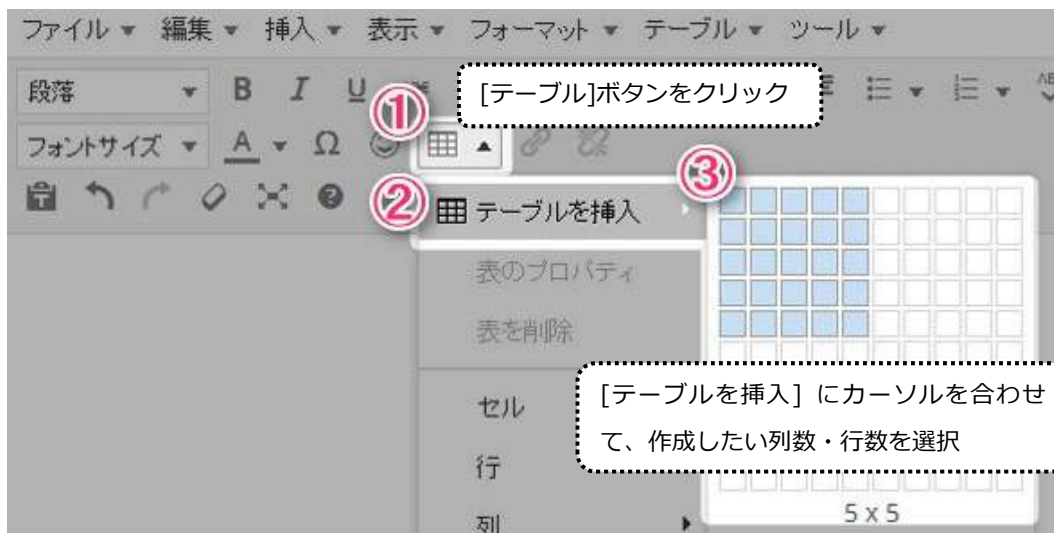 ファイル 編集 挿入 表示 フォーマット テーブル ツール
段落 B I U
[テーブル]ボタンをクリック
①
フォントサイズ A Ω
②
テーブルを挿入
③
表のプロパティ
表を削除
セル
[テーブルを挿入] にカーソルを合わせ
て、作成したい列数・行数を選択
行
列
5 x 5